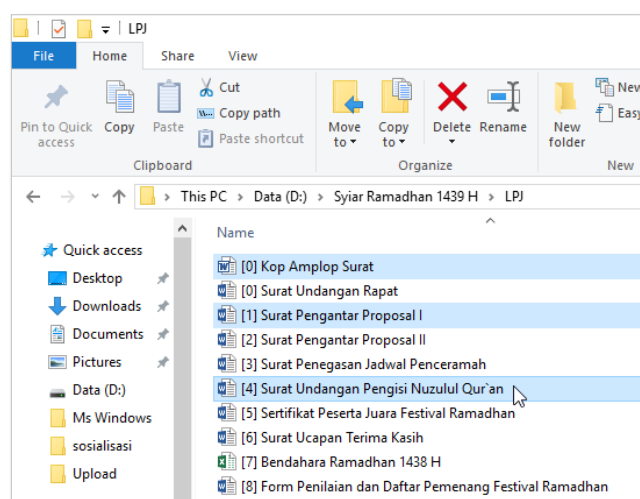 LPJ
File Home Share View
Cut
Copy path
Paste shortcut
Pin to Quick access
Copy
Paste
Move to
Copy to
Delete
Rename
New folder
New
Easy
Clipboard
Organize
New
This PC > Data (D:) > Syiar Ramadhan 1439 H > LPJ
Name
Quick access
Desktop
Downloads
Documents
Pictures
Data (D:)
Ms Windows
sosialisasi
Upload
[0] Kop Amplop Surat
[0] Surat Undangan Rapat
[1] Surat Pengantar Proposal I
[2] Surat Pengantar Proposal II
[3] Surat Penegasan Jadwal Penceramah
[4] Surat Undangan Pengisi Nuzulul Qur`an
[5] Sertifikat Peserta Juara Festival Ramadhan
[6] Surat Ucapan Terima Kasih
[7] Bendahara Ramadhan 1438 H
[8] Form Penilaian dan Daftar Pemenang Festival Ramadhan